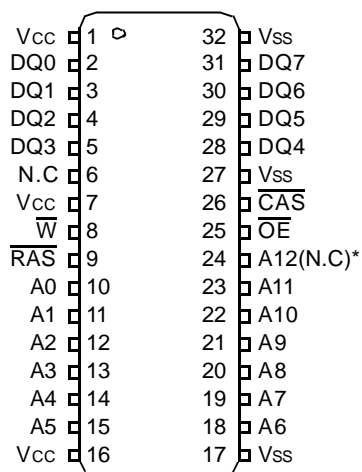 Vcc 1 32 Vss
DQ0 2 31 DQ7
DQ1 3 30 DQ6
DQ2 4 29 DQ5
DQ3 5 28 DQ4
N.C 6 27 Vss
Vcc 7 26 C̅A̅S̅
W̅ 8 25 O̅E̅
R̅A̅S̅ 9 24 A12(N.C)*
A0 10 23 A11
A1 11 22 A10
A2 12 21 A9
A3 13 20 A8
A4 14 19 A7
A5 15 18 A6
Vcc 16 17 Vss